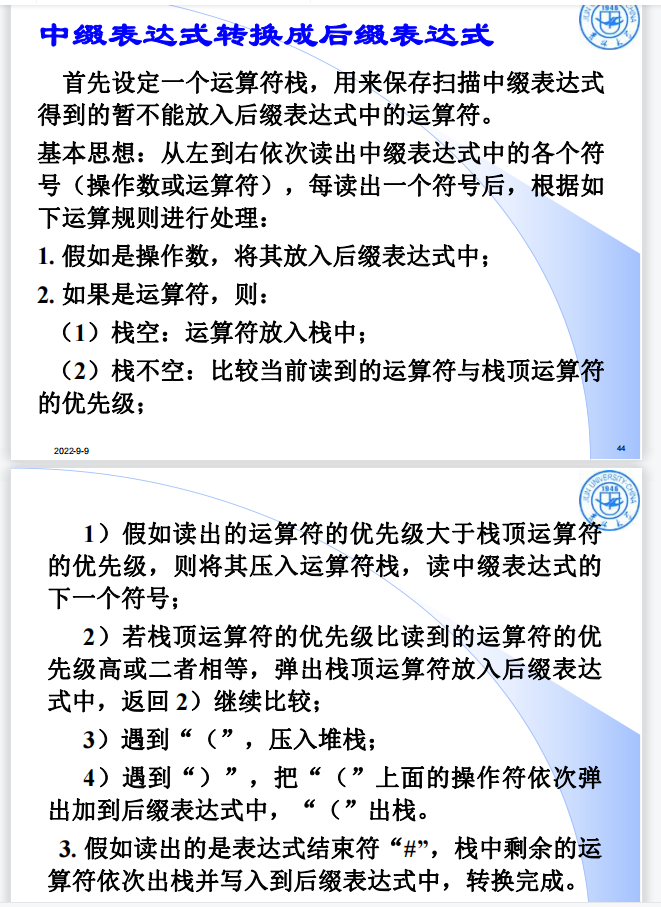 中缀表达式转换成后缀表达式
首先设定一个运算符栈，用来保存扫描中缀表达式
得到的暂不能放入后缀表达式中的运算符。
基本思想：从左到右依次读出中缀表达式中的各个符
号（操作数或运算符），每读出一个符号后，根据如
下运算规则进行处理：
1. 假如是操作数，将其放入后缀表达式中；
2. 如果是运算符，则：
（1）栈空：运算符放入栈中；
（2）栈不空：比较当前读到的运算符与栈顶运算符
的优先级；
2022-9-9
44
JILIN UNIVERSITY·CHINA
1946
1）假如读出的运算符的优先级大于栈顶运算符
的优先级，则将其压入运算符栈，读中缀表达式的
下一个符号；
2）若栈顶运算符的优先级比读到的运算符的优
先级高或二者相等，弹出栈顶运算符放入后缀表达
式中，返回 2）继续比较；
3）遇到“（”，压入堆栈；
4）遇到“）”，把“（”上面的操作符依次弹
出加到后缀表达式中，“（”出栈。
3. 假如读出的是表达式结束符“#”，栈中剩余的运
算符依次出栈并写入到后缀表达式中，转换完成。